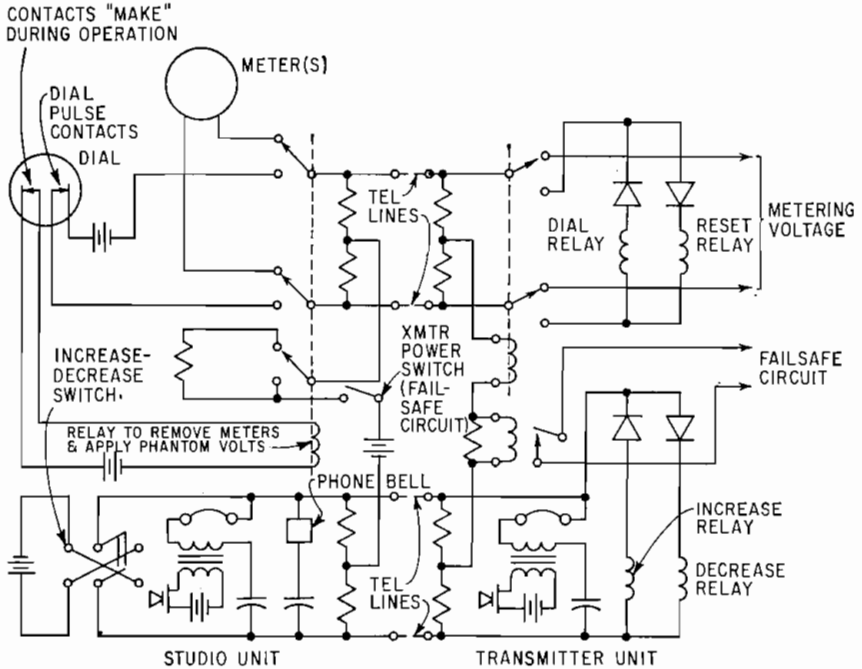 CONTACTS "MAKE"
DURING OPERATION
METER(S)
DIAL
PULSE
CONTACTS
DIAL
TEL
LINES
DIAL
RELAY
RESET
RELAY
METERING
VOLTAGE
INCREASE-
DECREASE
SWITCH.
XMTR
POWER
SWITCH
(FAIL-
SAFE
CIRCUIT)
FAILSAFE
CIRCUIT
RELAY TO REMOVE METERS
& APPLY PHANTOM VOLTS
PHONE BELL
INCREASE
RELAY
TEL
LINES
DECREASE
RELAY
STUDIO UNIT
TRANSMITTER UNIT